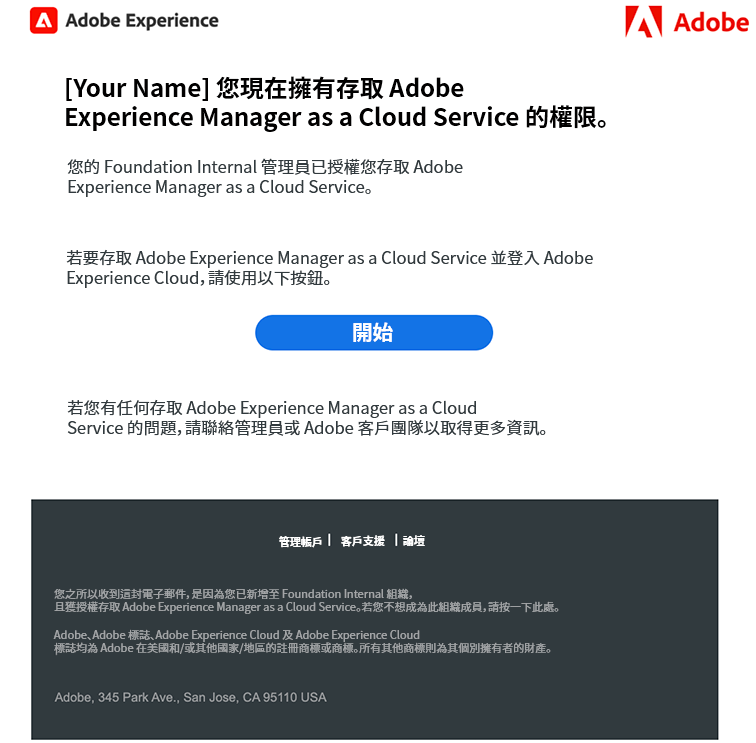 Adobe Experience
Adobe
[Your Name] 您現在擁有存取 Adobe
Experience Manager as a Cloud Service 的權限。
您的 Foundation Internal 管理員已授權您存取 Adobe
Experience Manager as a Cloud Service。
若要存取 Adobe Experience Manager as a Cloud Service 並登入 Adobe
Experience Cloud，請使用以下按鈕。
開始
若您有任何存取 Adobe Experience Manager as a Cloud
Service 的問題，請聯絡管理員或 Adobe 客戶團隊以取得更多資訊。
管理帳戶 | 客戶支援 | 論壇
您之所以收到這封電子郵件，是因為您已新增至 Foundation Internal 組織，
且獲授權存取 Adobe Experience Manager as a Cloud Service。若您不想成為此組織成員，請按一下此處。
Adobe、Adobe 標誌、Adobe Experience Cloud 及 Adobe Experience Cloud
標誌均為 Adobe 在美國和/或其他國家/地區的註冊商標或商標。所有其他商標則為其個別擁有者的財產。
Adobe, 345 Park Ave., San Jose, CA 95110 USA